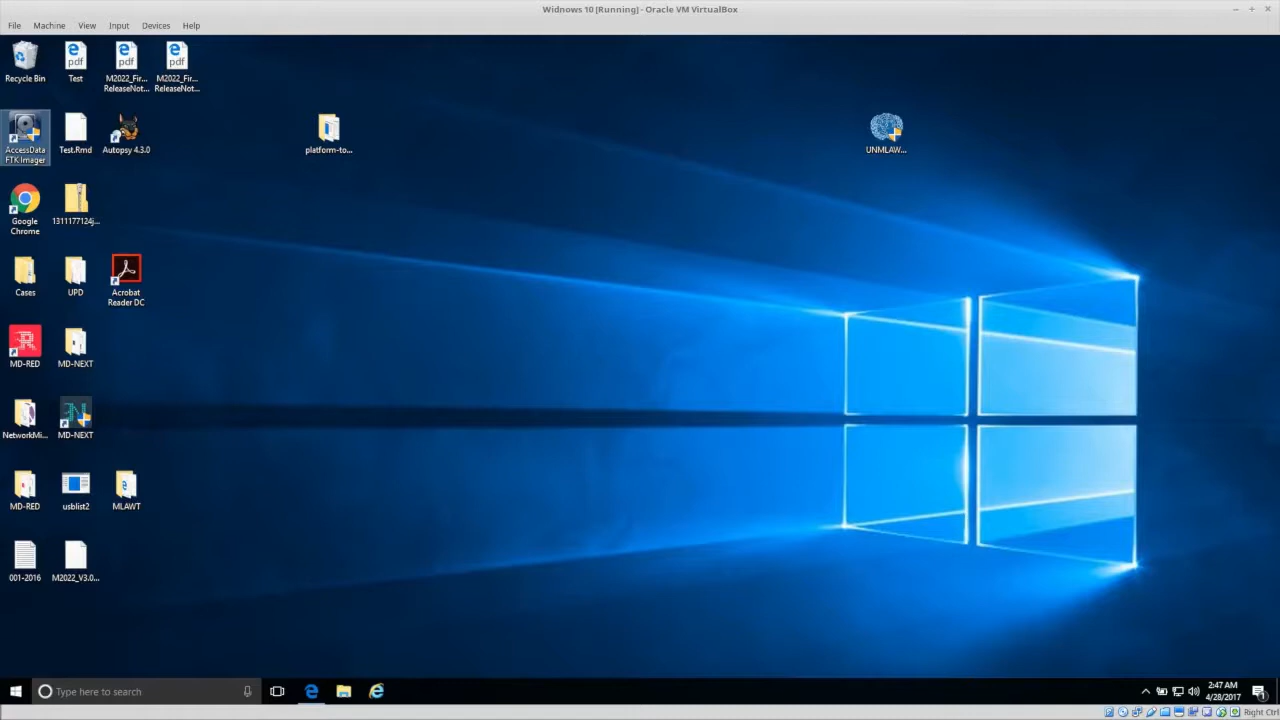 Widnows 10 [Running] - Oracle VM VirtualBox
File Machine View Input Devices Help
Recycle Bin
Test
M2022_Fir...
ReleaseNot...
M2022_Fir...
ReleaseNot...
AccessData
FTK Imager
Test.Rmd
Autopsy 4.3.0
platform-to...
UNMLAW...
Google
Chrome
1311177124j...
Cases
UPD
Acrobat
Reader DC
MD-RED
MD-NEXT
NetworkMi...
MD-NEXT
MD-RED
usblist2
MLAWT
001-2016
M2022_V3.0...
Type here to search
2:47 AM
4/28/2017
Right Ctrl